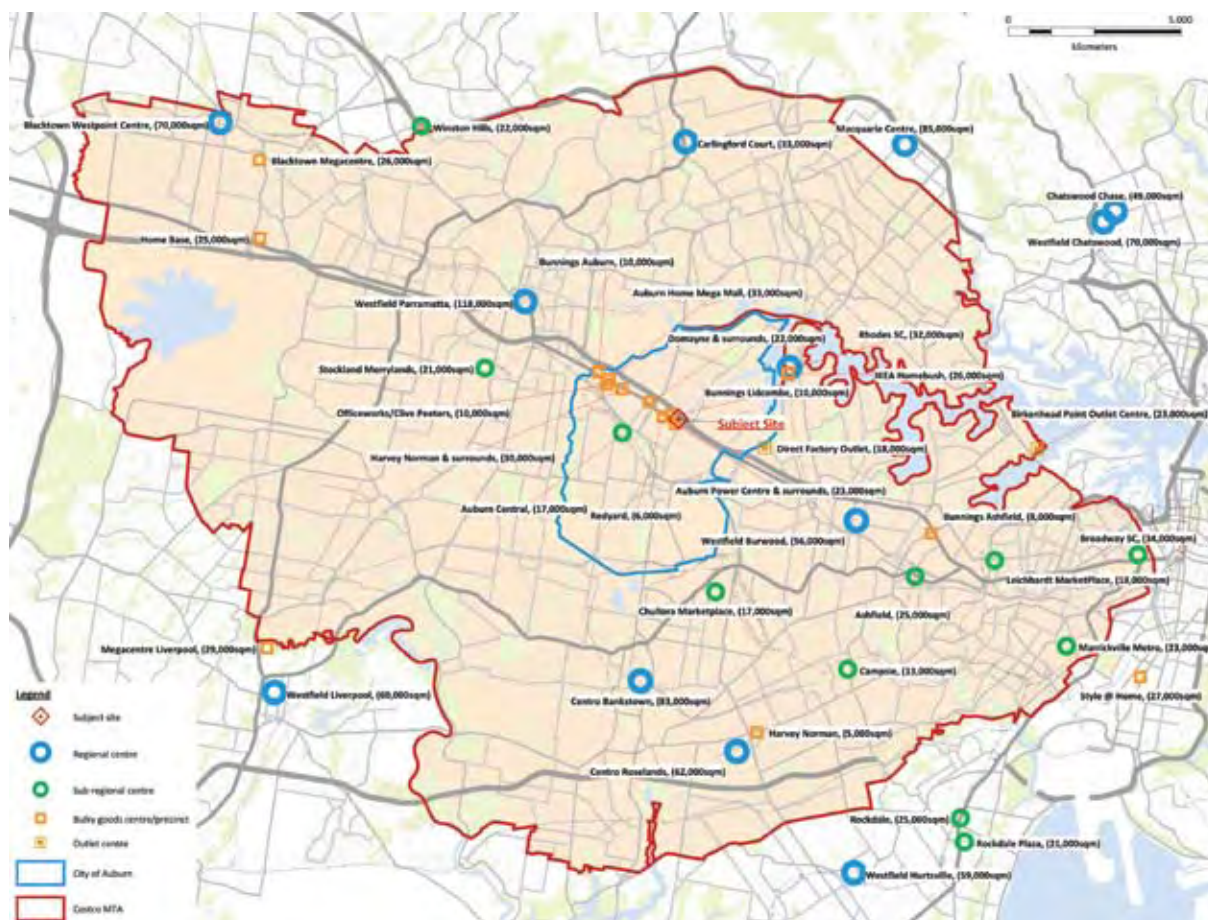 0 5.000
kilometers
Blacktown Westpoint Centre, (70,000sqm)
Winston Hills, (22,000sqm)
Macquarie Centre, (85,000sqm)
Carlingford Court, (33,000sqm)
Blacktown Megacentre, (26,000sqm)
Chatswood Chase, (49,000sqm)
Westfield Chatswood, (70,000sqm)
Home Base, (25,000sqm)
Bunnings Auburn, (10,000sqm)
Auburn Home Mega Mall, (33,000sqm)
Westfield Parramatta, (118,000sqm)
Domayne & surrounds, (22,000sqm)
Rhodes SC, (32,000sqm)
Stockland Merrylands, (21,000sqm)
IKEA Homebush, (26,000sqm)
Bunnings Lidcombe, (10,000sqm)
Officeworks/Clive Peeters, (10,000sqm)
Birkenhead Point Outlet Centre, (23,000sqm)
Subject Site
Direct Factory Outlet, (18,000sqm)
Harvey Norman & surrounds, (30,000sqm)
Auburn Power Centre & surrounds, (23,000sqm)
Auburn Central, (17,000sqm)
Redyard, (6,000sqm)
Bunnings Ashfield, (8,000sqm)
Westfield Burwood, (56,000sqm)
Broadway SC, (34,000sqm)
Leichhardt MarketPlace, (18,000sqm)
Chullora Marketplace, (17,000sqm)
Ashfield, (25,000sqm)
Megacentre Liverpool, (29,000sqm)
Marrickville Metro, (23,000sq
Campsie, (13,000sqm)
Westfield Liverpool, (60,000sqm)
Centro Bankstown, (83,000sqm)
Style @ Home, (27,000sqm)
Harvey Norman, (5,000sqm)
Centro Roselands, (62,000sqm)
Rockdale, (25,000sqm)
Rockdale Plaza, (21,000sqm)
Westfield Hurtsville, (59,000sqm)
Legend
Subject site
Regional centre
Sub regional centre
Bulky goods centre/precinct
Outlet centre
City of Auburn
Costco MTA